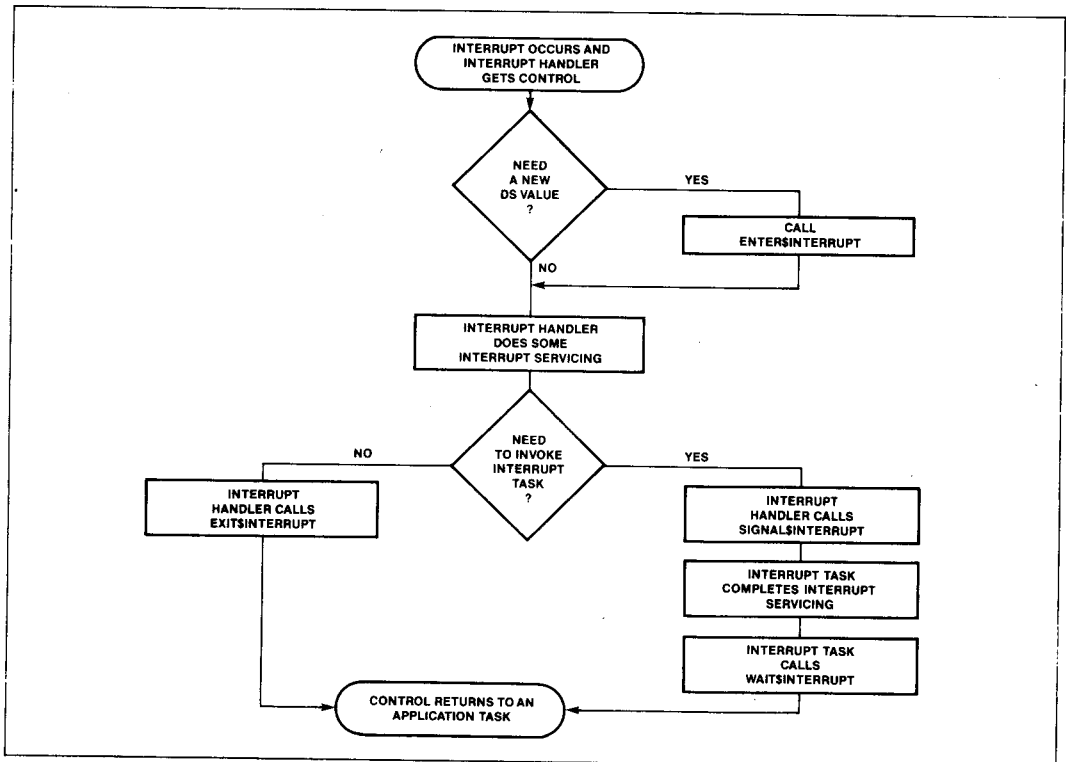 INTERRUPT OCCURS AND
INTERRUPT HANDLER
GETS CONTROL
NEED
A NEW
DS VALUE
?
YES
CALL
ENTER$INTERRUPT
NO
INTERRUPT HANDLER
DOES SOME
INTERRUPT SERVICING
NEED
TO INVOKE
INTERRUPT
TASK
?
NO
YES
INTERRUPT
HANDLER CALLS
EXIT$INTERRUPT
INTERRUPT
HANDLER CALLS
SIGNAL$INTERRUPT
INTERRUPT TASK
COMPLETES INTERRUPT
SERVICING
INTERRUPT TASK
CALLS
WAIT$INTERRUPT
CONTROL RETURNS TO AN
APPLICATION TASK